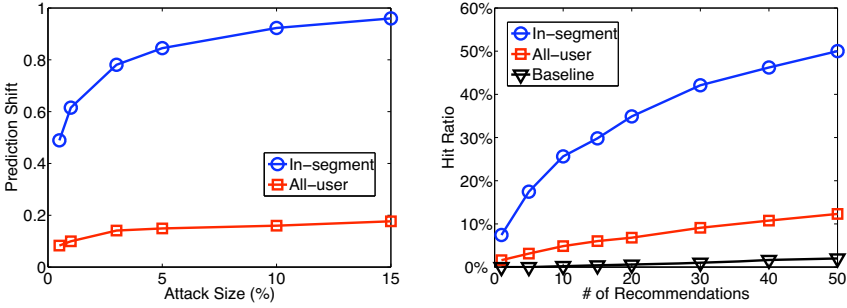 1
0.8
0.6
0.4
0.2
0
0
5
10
15
Prediction Shift
Attack Size (%)
In-segment
All-user
60%
50%
40%
30%
20%
10%
0%
0
10
20
30
40
50
Hit Ratio
# of Recommendations
In-segment
All-user
Baseline